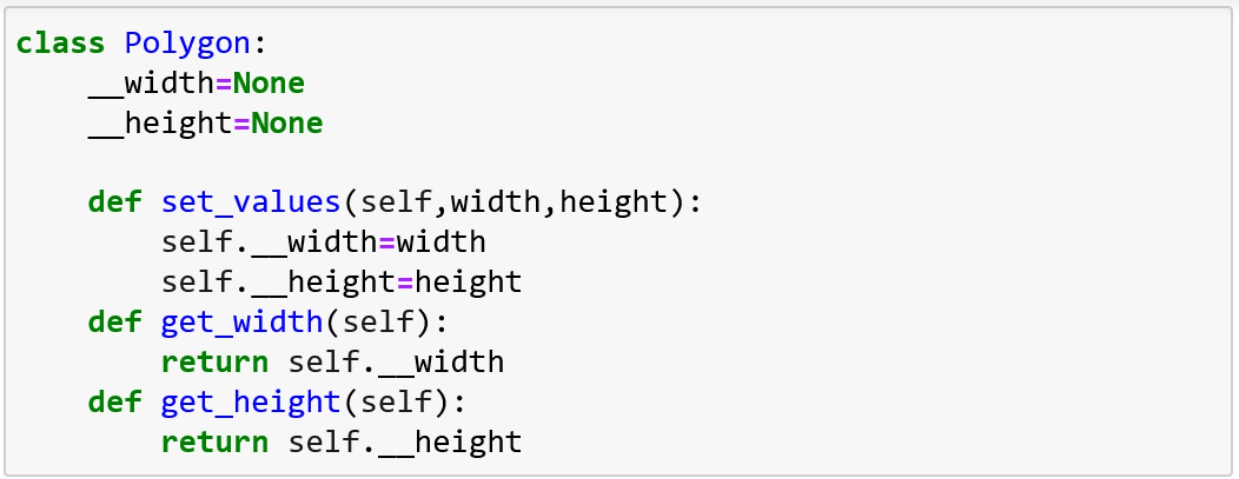 class Polygon:
    __width=None
    __height=None

    def set_values(self,width,height):
        self.__width=width
        self.__height=height
    def get_width(self):
        return self.__width
    def get_height(self):
        return self.__height